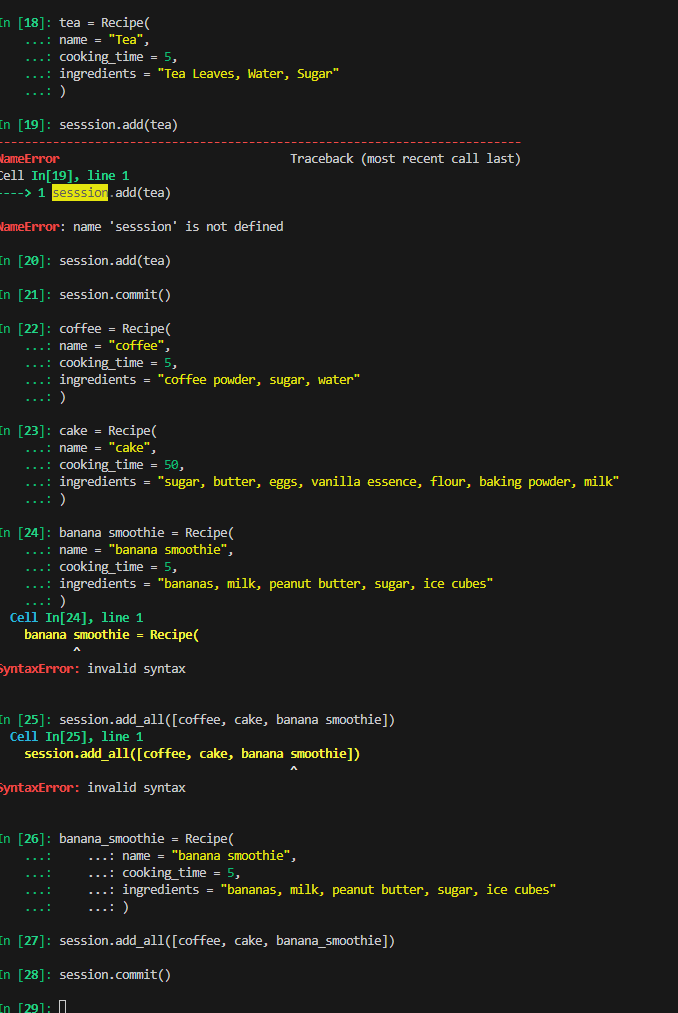 In [18]: tea = Recipe(
...: name = "Tea",
...: cooking_time = 5,
...: ingredients = "Tea Leaves, Water, Sugar"
...: )
In [19]: sesssion.add(tea)
---------------------------------------------------------------------------
NameError                                 Traceback (most recent call last)
Cell In[19], line 1
----> 1 sesssion.add(tea)
NameError: name 'sesssion' is not defined
In [20]: session.add(tea)
In [21]: session.commit()
In [22]: coffee = Recipe(
...: name = "coffee",
...: cooking_time = 5,
...: ingredients = "coffee powder, sugar, water"
...: )
In [23]: cake = Recipe(
...: name = "cake",
...: cooking_time = 50,
...: ingredients = "sugar, butter, eggs, vanilla essence, flour, baking powder, milk"
...: )
In [24]: banana smoothie = Recipe(
...: name = "banana smoothie",
...: cooking_time = 5,
...: ingredients = "bananas, milk, peanut butter, sugar, ice cubes"
...: )
Cell In[24], line 1
banana smoothie = Recipe(
^
SyntaxError: invalid syntax
In [25]: session.add_all([coffee, cake, banana smoothie])
Cell In[25], line 1
session.add_all([coffee, cake, banana smoothie])
^
SyntaxError: invalid syntax
In [26]: banana_smoothie = Recipe(
...:     ...: name = "banana smoothie",
...:     ...: cooking_time = 5,
...:     ...: ingredients = "bananas, milk, peanut butter, sugar, ice cubes"
...:     ...: )
In [27]: session.add_all([coffee, cake, banana_smoothie])
In [28]: session.commit()
In [29]: